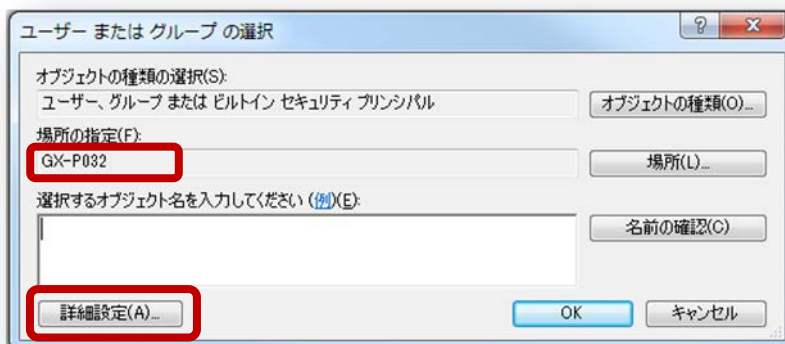 ユーザー または グループ の選択
オブジェクトの種類の選択(S):
ユーザー、グループ または ビルトイン セキュリティ プリンシパル
オブジェクトの種類(O)...
場所の指定(F):
GX-P032
場所(L)...
選択するオブジェクト名を入力してください (例)(E):
名前の確認(C)
詳細設定(A)...
OK
キャンセル